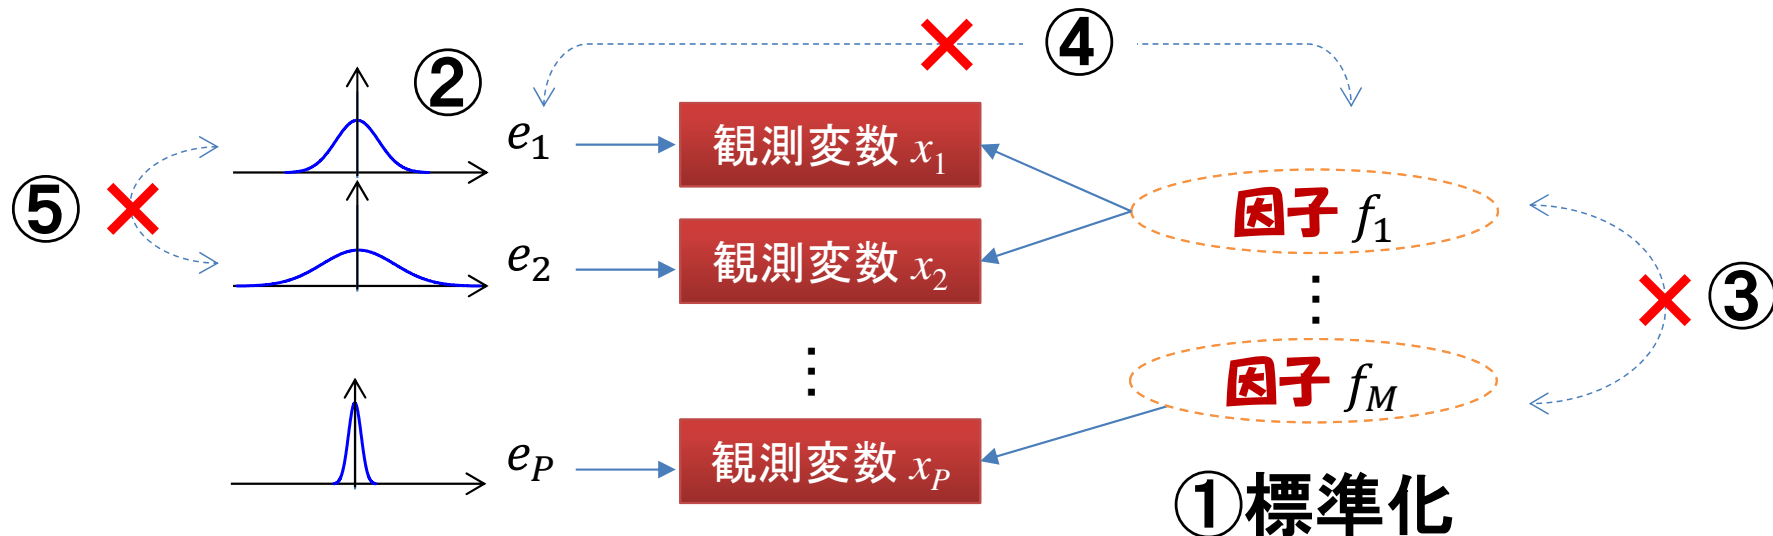 ④
②
e₁
観測変数 x₁
因子 f₁
⑤
e₂
観測変数 x₂
③
⋮
⋮
因子 f_M
e_P
観測変数 x_P
①標準化